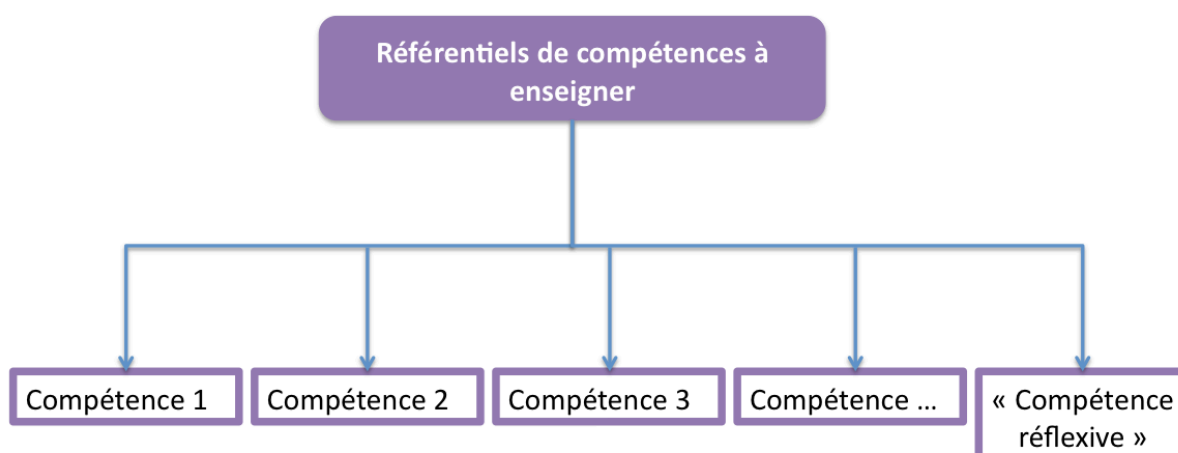 Référentiels de compétences à
enseigner
Compétence 1
Compétence 2
Compétence 3
Compétence ...
« Compétence
réflexive »